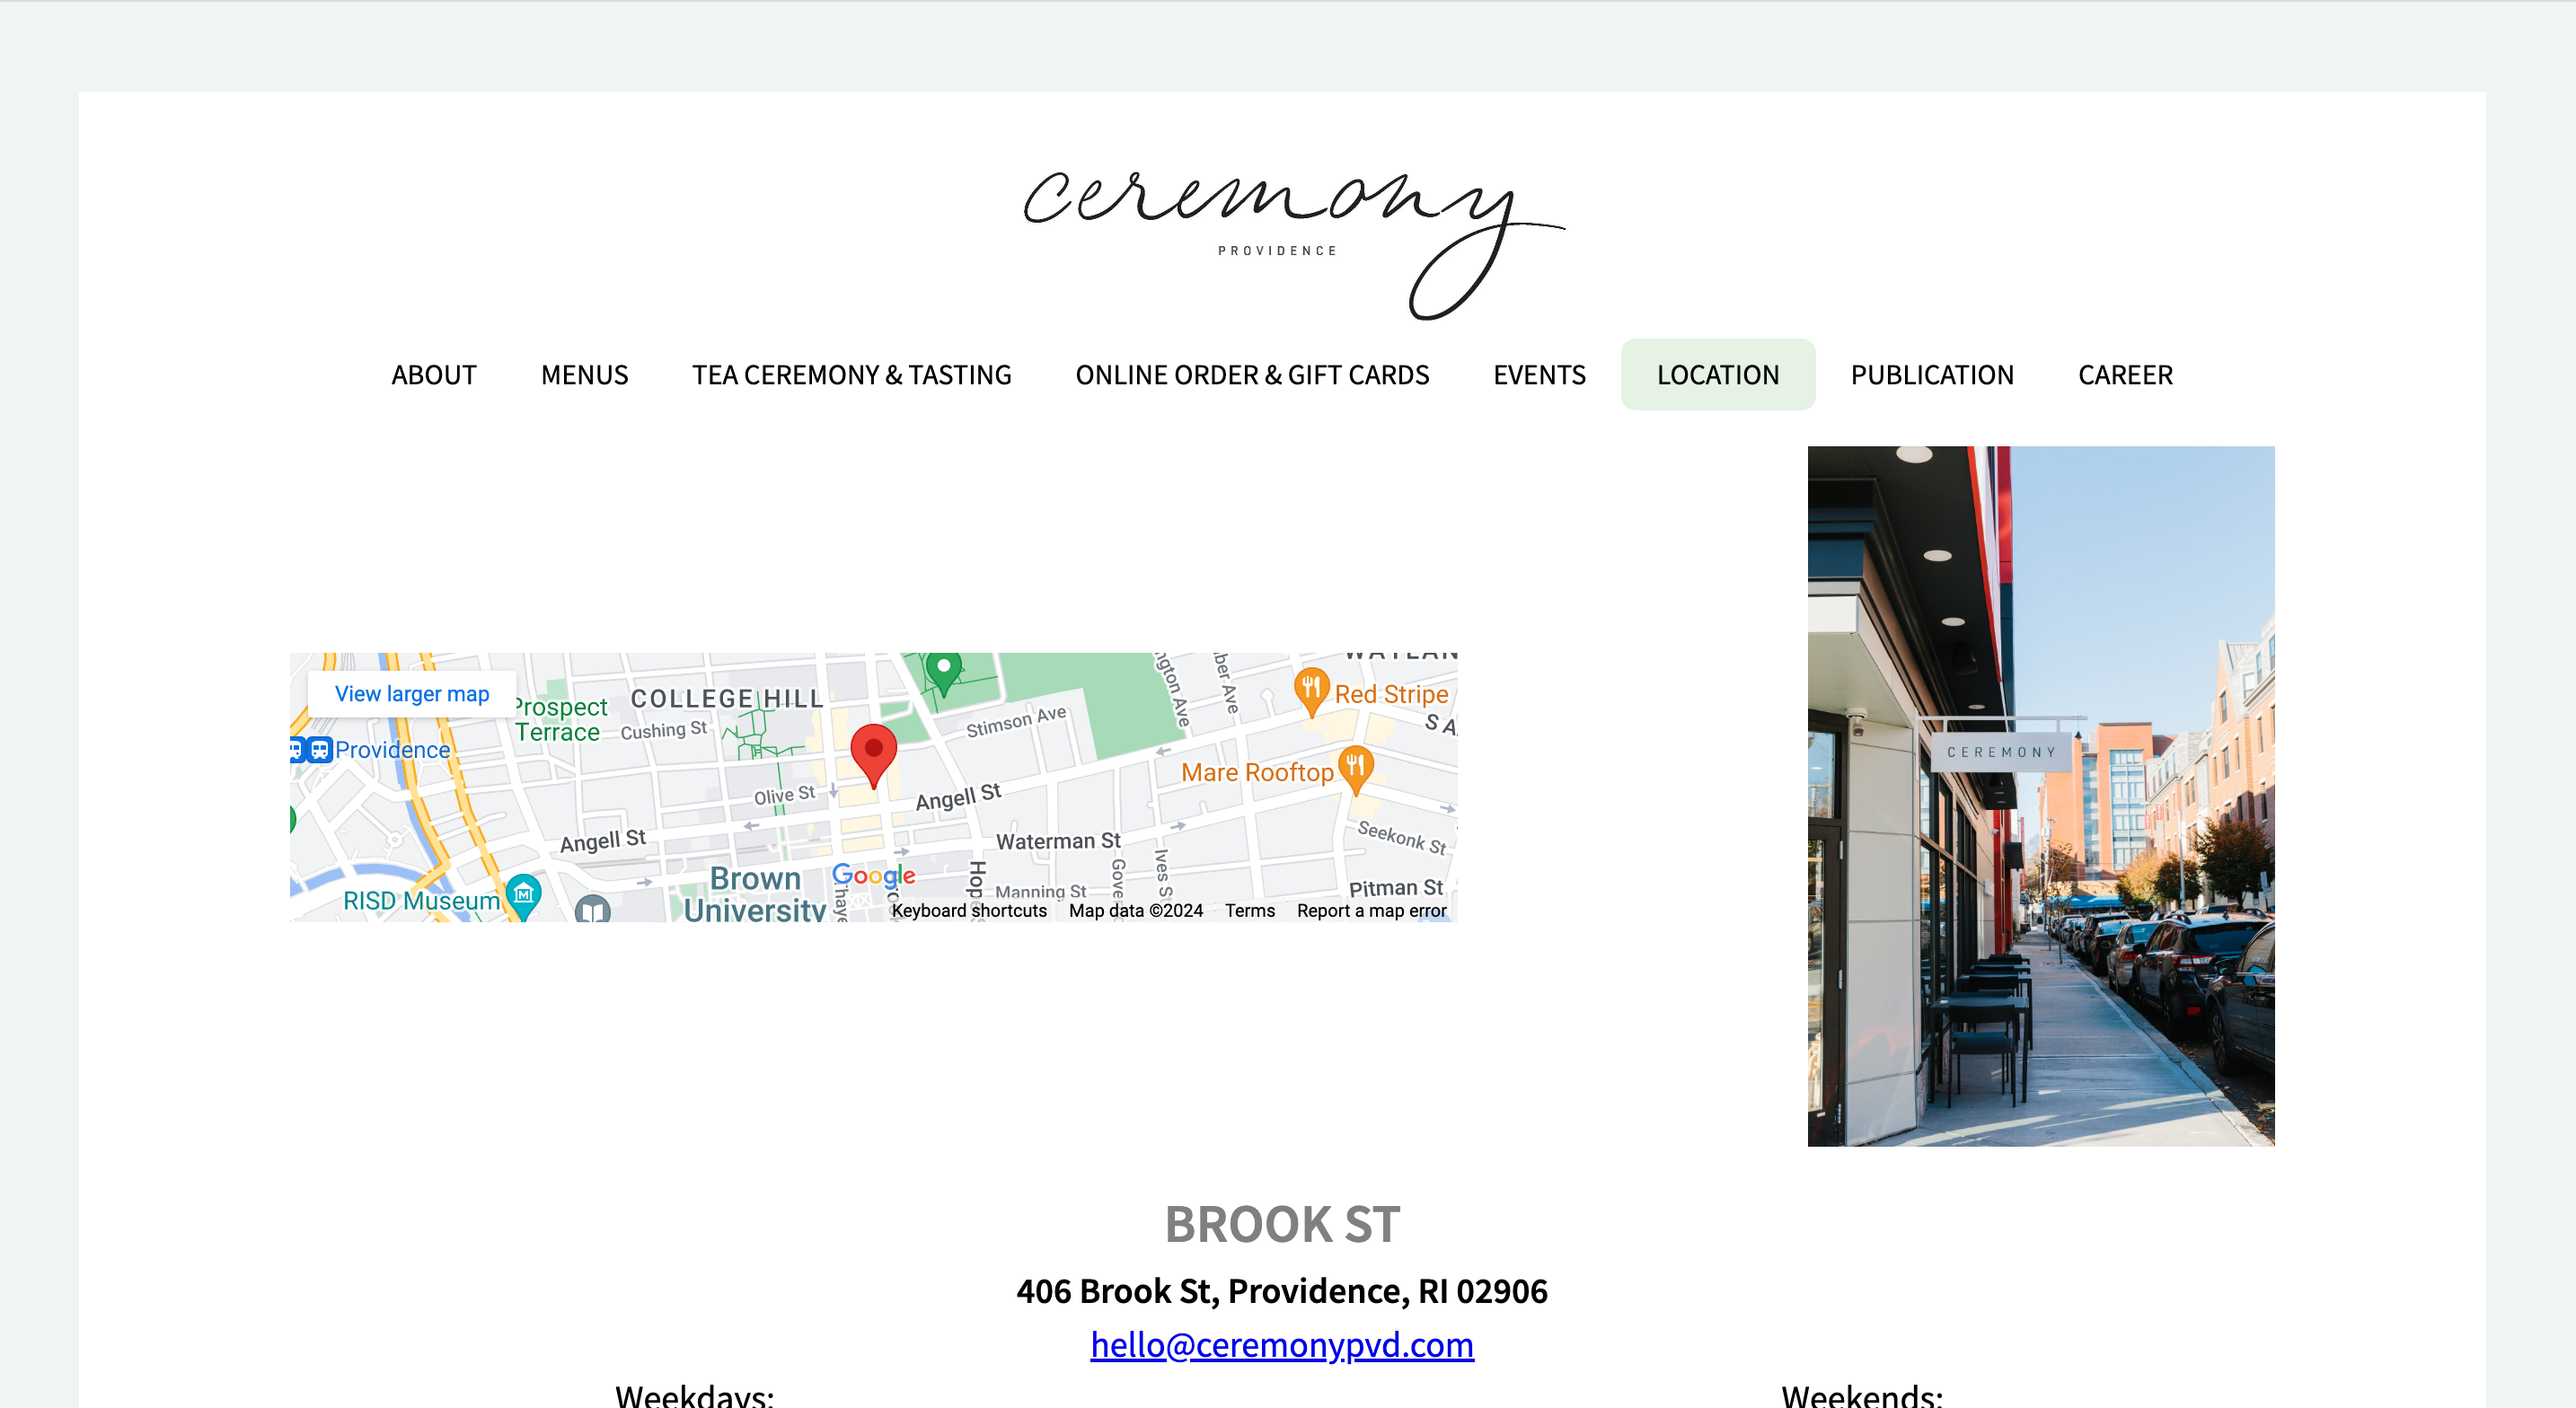 ceremony
PROVIDENCE
ABOUT MENUS TEA CEREMONY & TASTING ONLINE ORDER & GIFT CARDS EVENTS LOCATION PUBLICATION CAREER
View larger map
Prospect
Terrace
COLLEGE HILL
Cushing St
Stimson Ave
Red Stripe
Providence
Mare Rooftop
Olive St
Angell St
Angell St
Waterman St
Seekonk St
RISD Museum
Brown
University
Google
Manning St
Ives St
Pitman St
Keyboard shortcuts Map data ©2024 Terms Report a map error
CEREMONY
BROOK ST
406 Brook St, Providence, RI 02906
hello@ceremonypvd.com
Weekdays: Weekends: